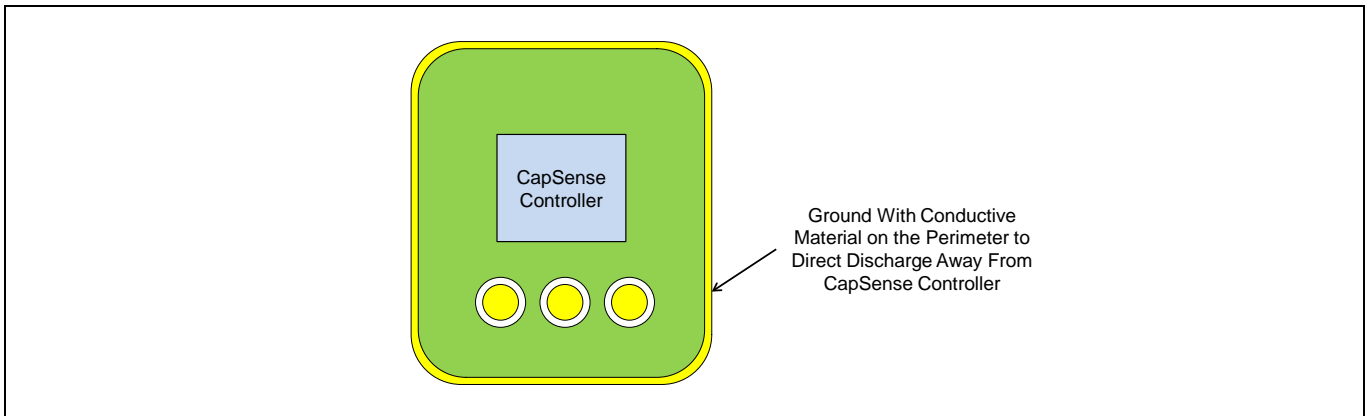 CapSense
Controller
Ground With Conductive
Material on the Perimeter to
Direct Discharge Away From
CapSense Controller